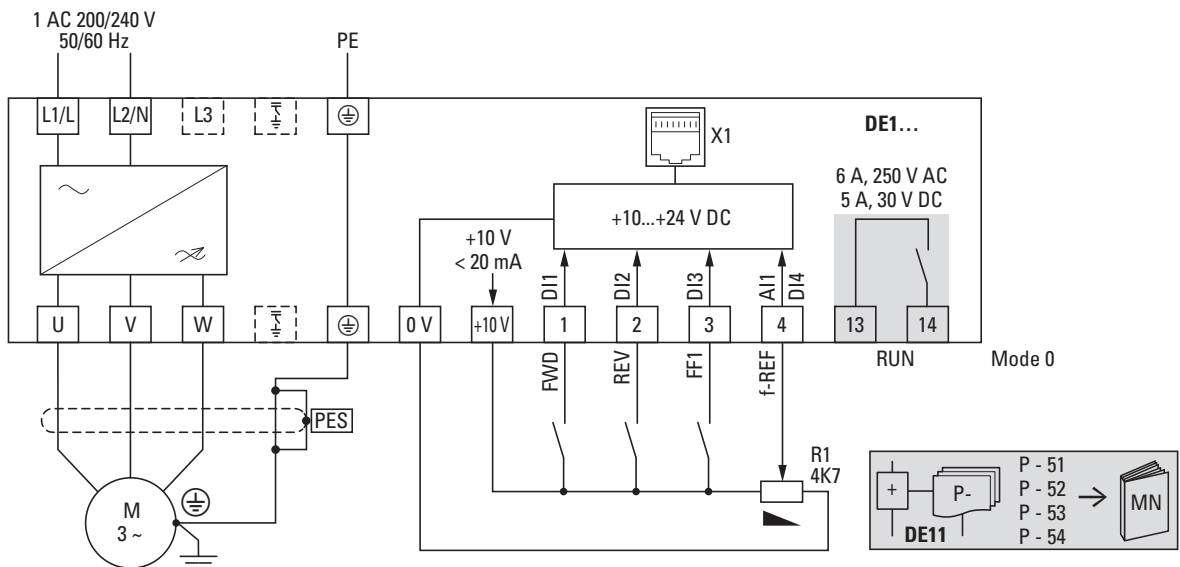 1 AC 200/240 V
50/60 Hz
PE
L1/L
L2/N
L3
X1
DE1…
6 A, 250 V AC
5 A, 30 V DC
+10...+24 V DC
+10 V
< 20 mA
DI1
DI2
DI3
AI1
DI4
U
V
W
0 V
+10 V
1
2
3
4
13
14
FWD
REV
FF1
f-REF
RUN
Mode 0
PES
R1
4K7
M
3 ~
+
P-
DE11
P - 51
P - 52
P - 53
P - 54
MN